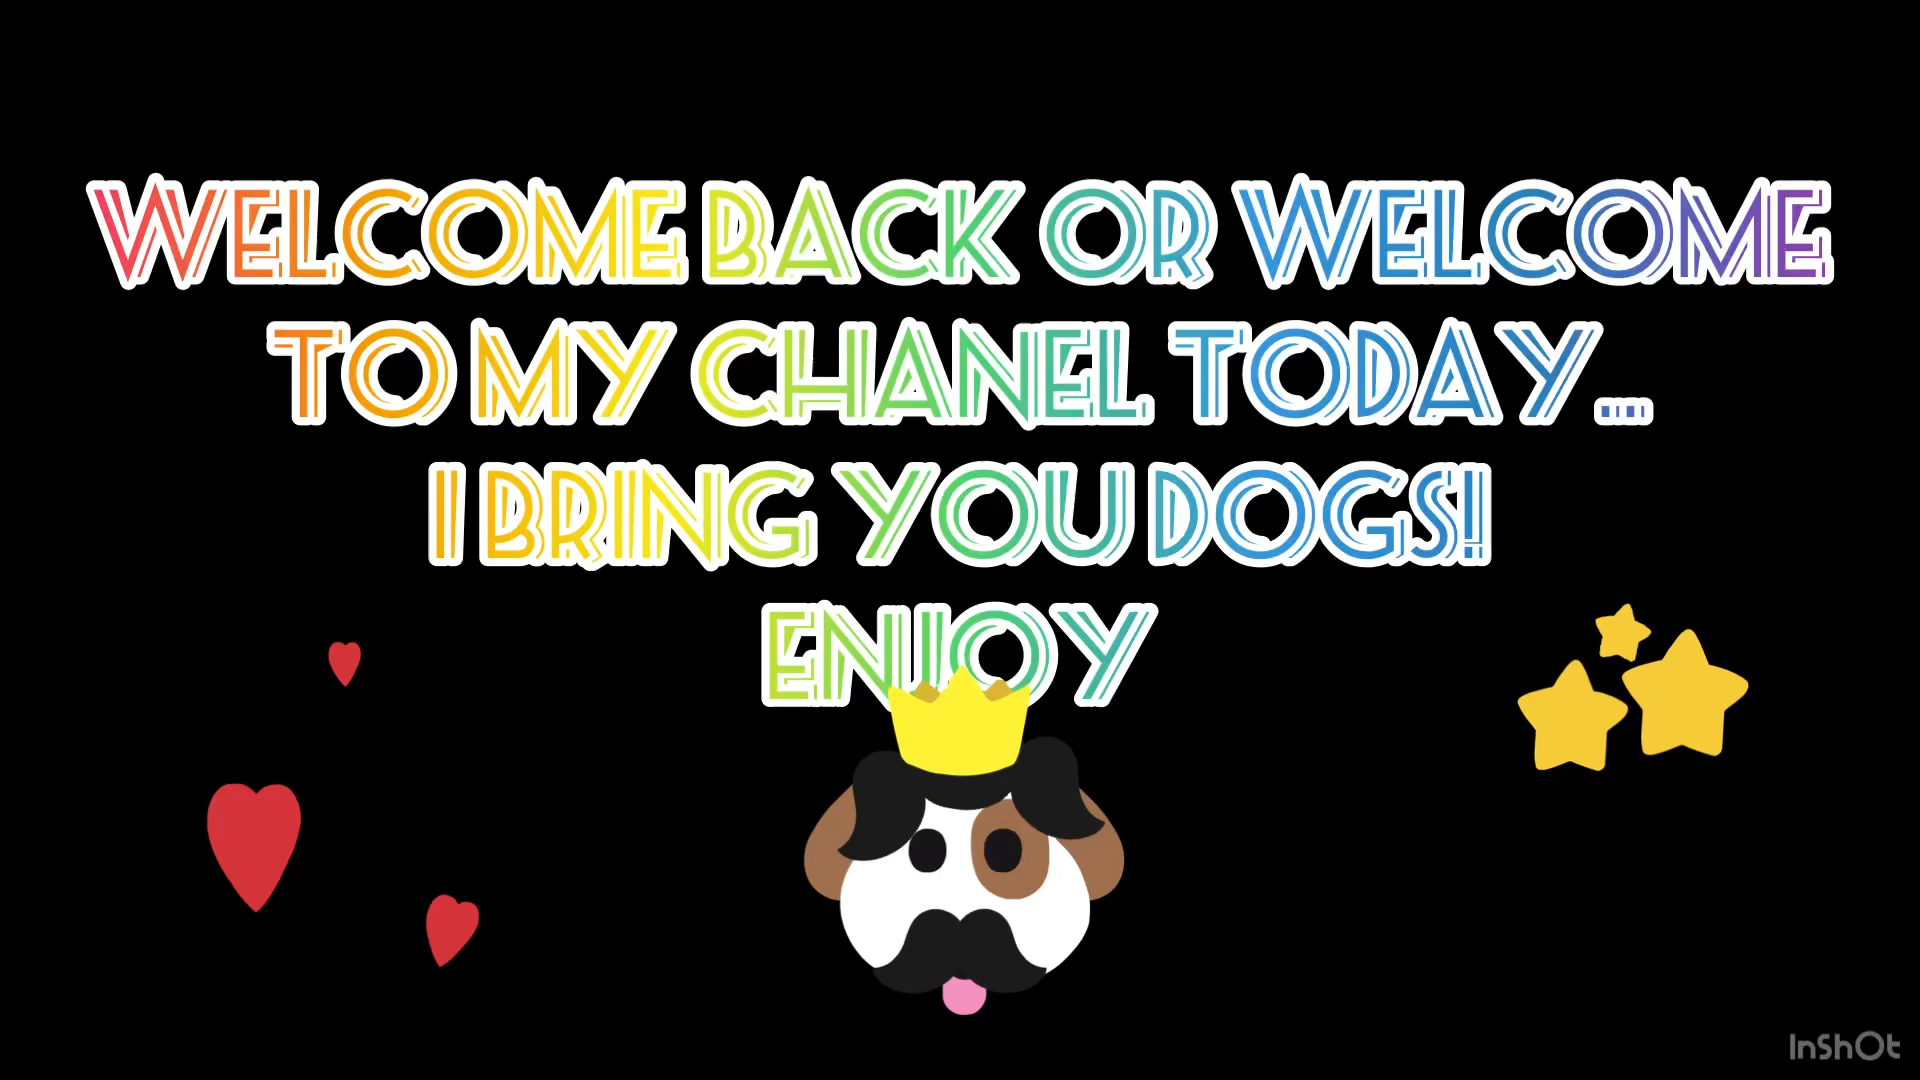 WELCOME BACK OR WELCOME
TO MY CHANEL TODAY...
I BRING YOU DOGS!
ENJOY
InShOt